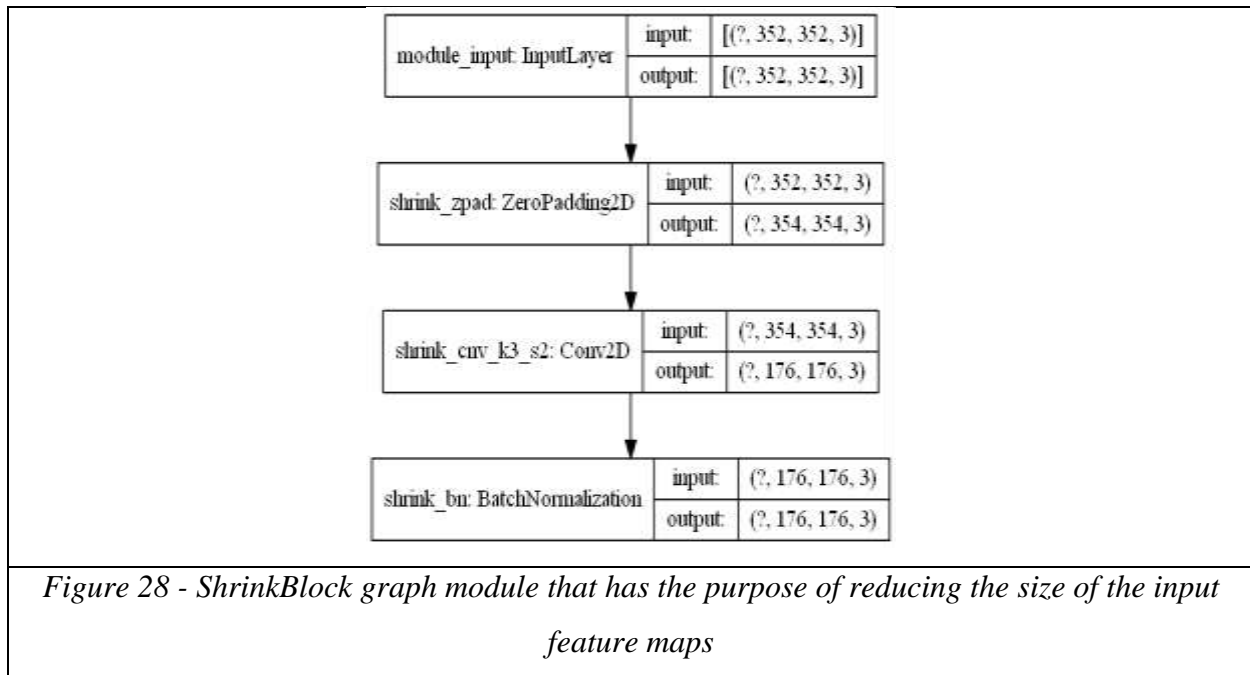 module_input: InputLayer
input: [(?, 352, 352, 3)]
output: [(?, 352, 352, 3)]
shrink_zpad: ZeroPadding2D
input: (?, 352, 352, 3)
output: (?, 354, 354, 3)
shrink_cnv_k3_s2: Conv2D
input: (?, 354, 354, 3)
output: (?, 176, 176, 3)
shrink_bn: BatchNormalization
input: (?, 176, 176, 3)
output: (?, 176, 176, 3)
Figure 28 - ShrinkBlock graph module that has the purpose of reducing the size of the input
feature maps